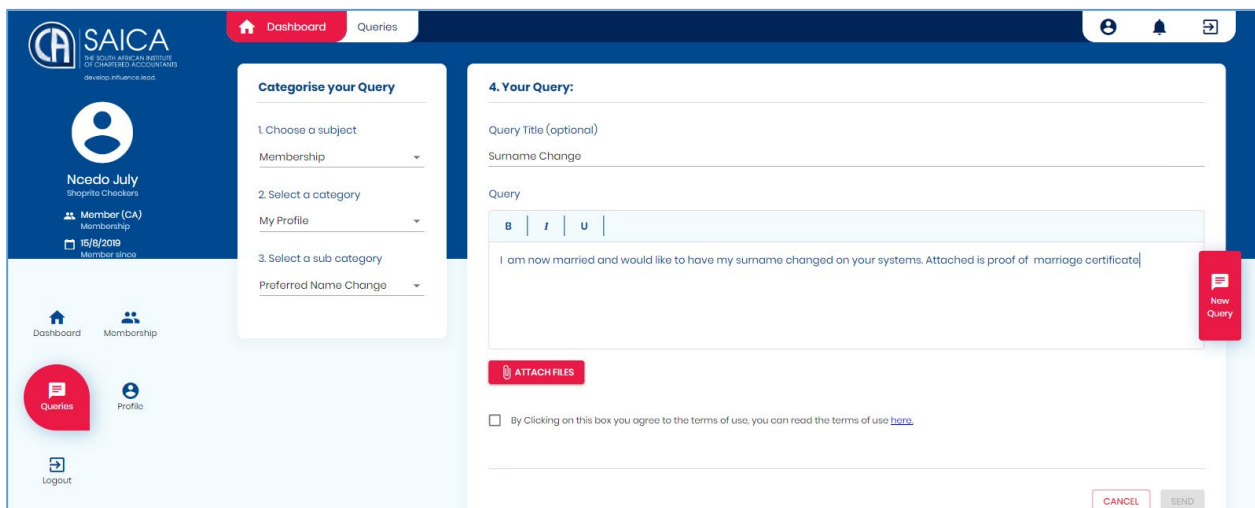 SAICA
THE SOUTH AFRICAN INSTITUTE
OF CHARTERED ACCOUNTANTS
develop.influence.lead.
Dashboard
Queries
Ncedo July
Shoprite Checkers
Member (CA)
Membership
15/8/2019
Member since
Dashboard
Membership
Queries
Profile
Logout
Categorise your Query
1. Choose a subject
Membership
2. Select a category
My Profile
3. Select a sub category
Preferred Name Change
4. Your Query:
Query Title (optional)
Surname Change
Query
B I U
I am now married and would like to have my surname changed on your systems. Attached is proof of marriage certificate
ATTACH FILES
By Clicking on this box you agree to the terms of use, you can read the terms of use here.
CANCEL
SEND
New
Query